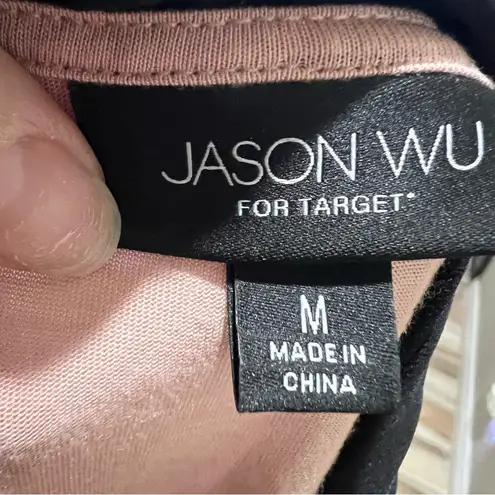 JASON WU
FOR TARGET*
M
MADE IN
CHINA